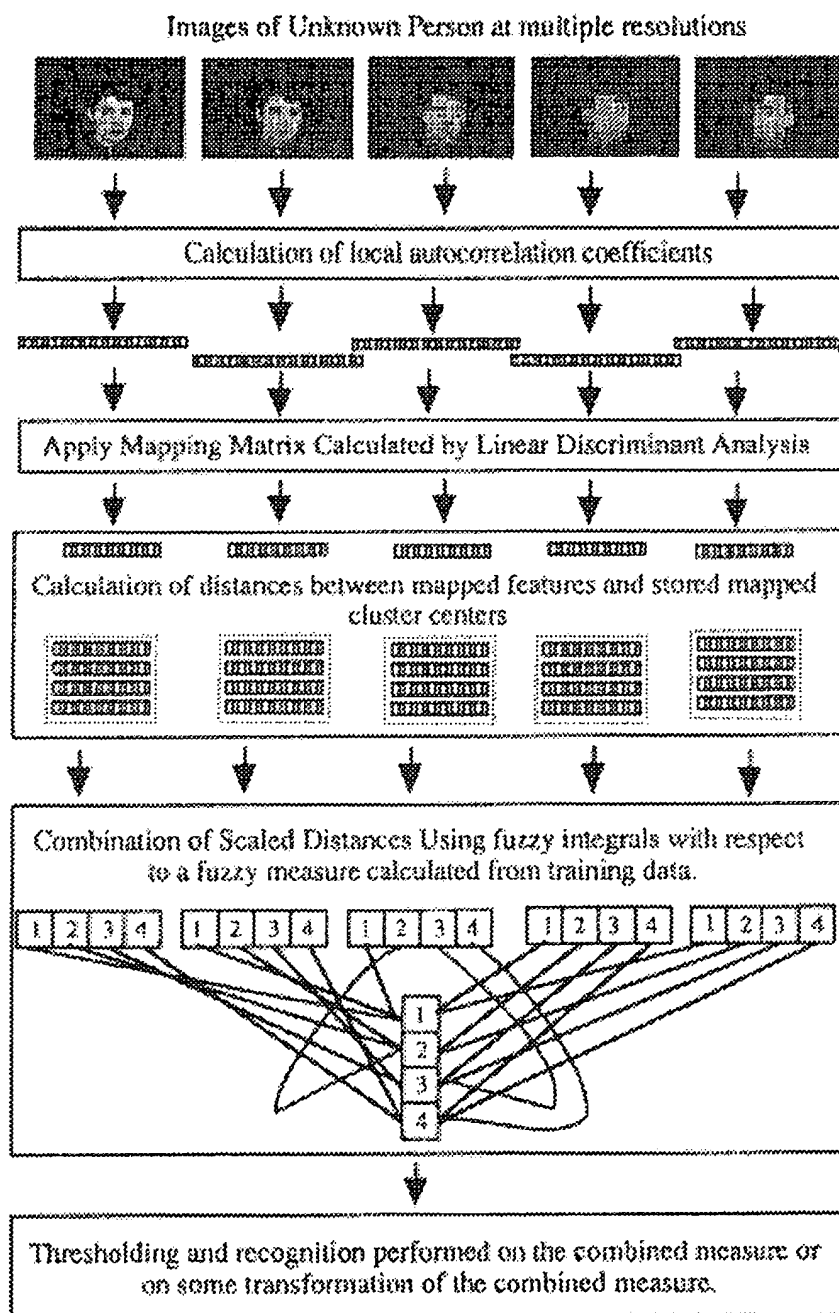 Images of Unknown Person at multiple resolutions
Calculation of local autocorrelation coefficients
Apply Mapping Matrix Calculated by Linear Discriminant Analysis
Calculation of distances between mapped features and stored mapped
cluster centers
Combination of Scaled Distances Using fuzzy integrals with respect
to a fuzzy measure calculated from training data.
1 2 3 4 1 2 3 4 1 2 3 4 1 2 3 4 1 2 3 4
1
2
3
4
Thresholding and recognition performed on the combined measure or
on some transformation of the combined measure.